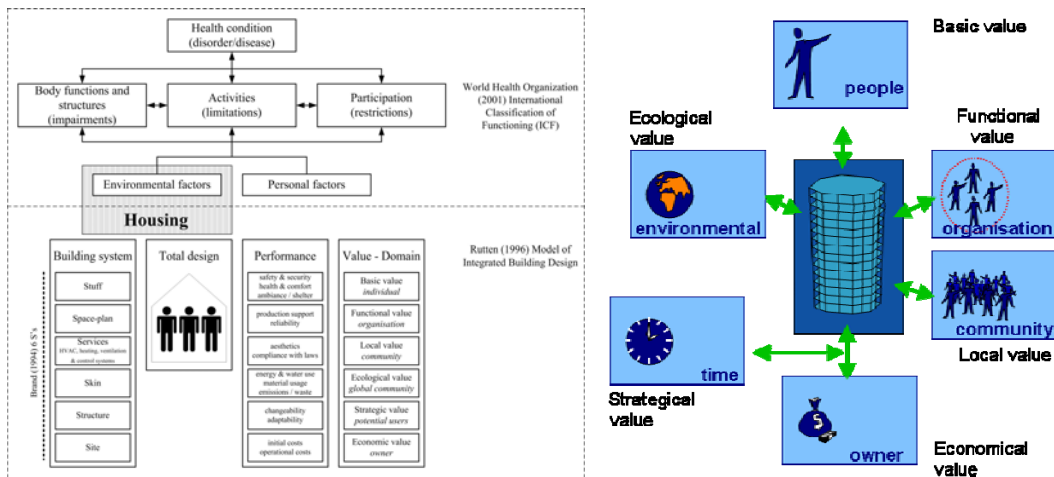 Health condition
(disorder/disease)
Body functions and
structures
(impairments)
Activities
(limitations)
Participation
(restrictions)
World Health Organization
(2001) International
Classification of
Functioning (ICF)
Environmental factors
Personal factors
Housing
Rutten (1996) Model of
Integrated Building Design
Brand (1994) 6 S's
Building system
Stuff
Space-plan
Services
HVAC, heating, ventilation
& control systems
Skin
Structure
Site
Total design
Performance
safety & security
health & comfort
ambiance / shelter
production support
reliability
aesthetics
compliance with laws
energy & water use
material usage
emissions / waste
changeability
adaptability
initial costs
operational costs
Value - Domain
Basic value
individual
Functional value
organisation
Local value
community
Ecological value
global community
Strategic value
potential users
Economic value
owner
Basic value
people
Ecological
value
environmental
Functional
value
organisation
community
Local value
time
Strategical
value
$
owner
Economical
value